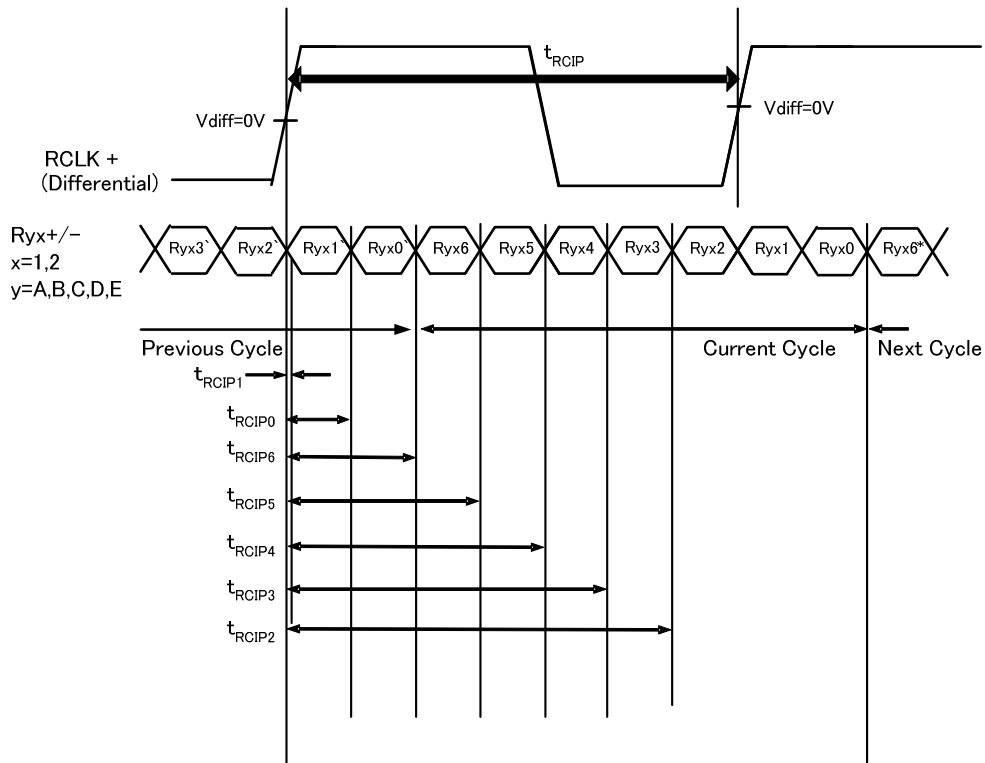 tRCIP
Vdiff=0V
Vdiff=0V
RCLK +
(Differential)
Ryx+/-
x=1,2
y=A,B,C,D,E
Ryx3` Ryx2` Ryx1` Ryx0` Ryx6 Ryx5 Ryx4 Ryx3 Ryx2 Ryx1 Ryx0 Ryx6*
Previous Cycle Current Cycle Next Cycle
tRCIP1
tRCIP0
tRCIP6
tRCIP5
tRCIP4
tRCIP3
tRCIP2